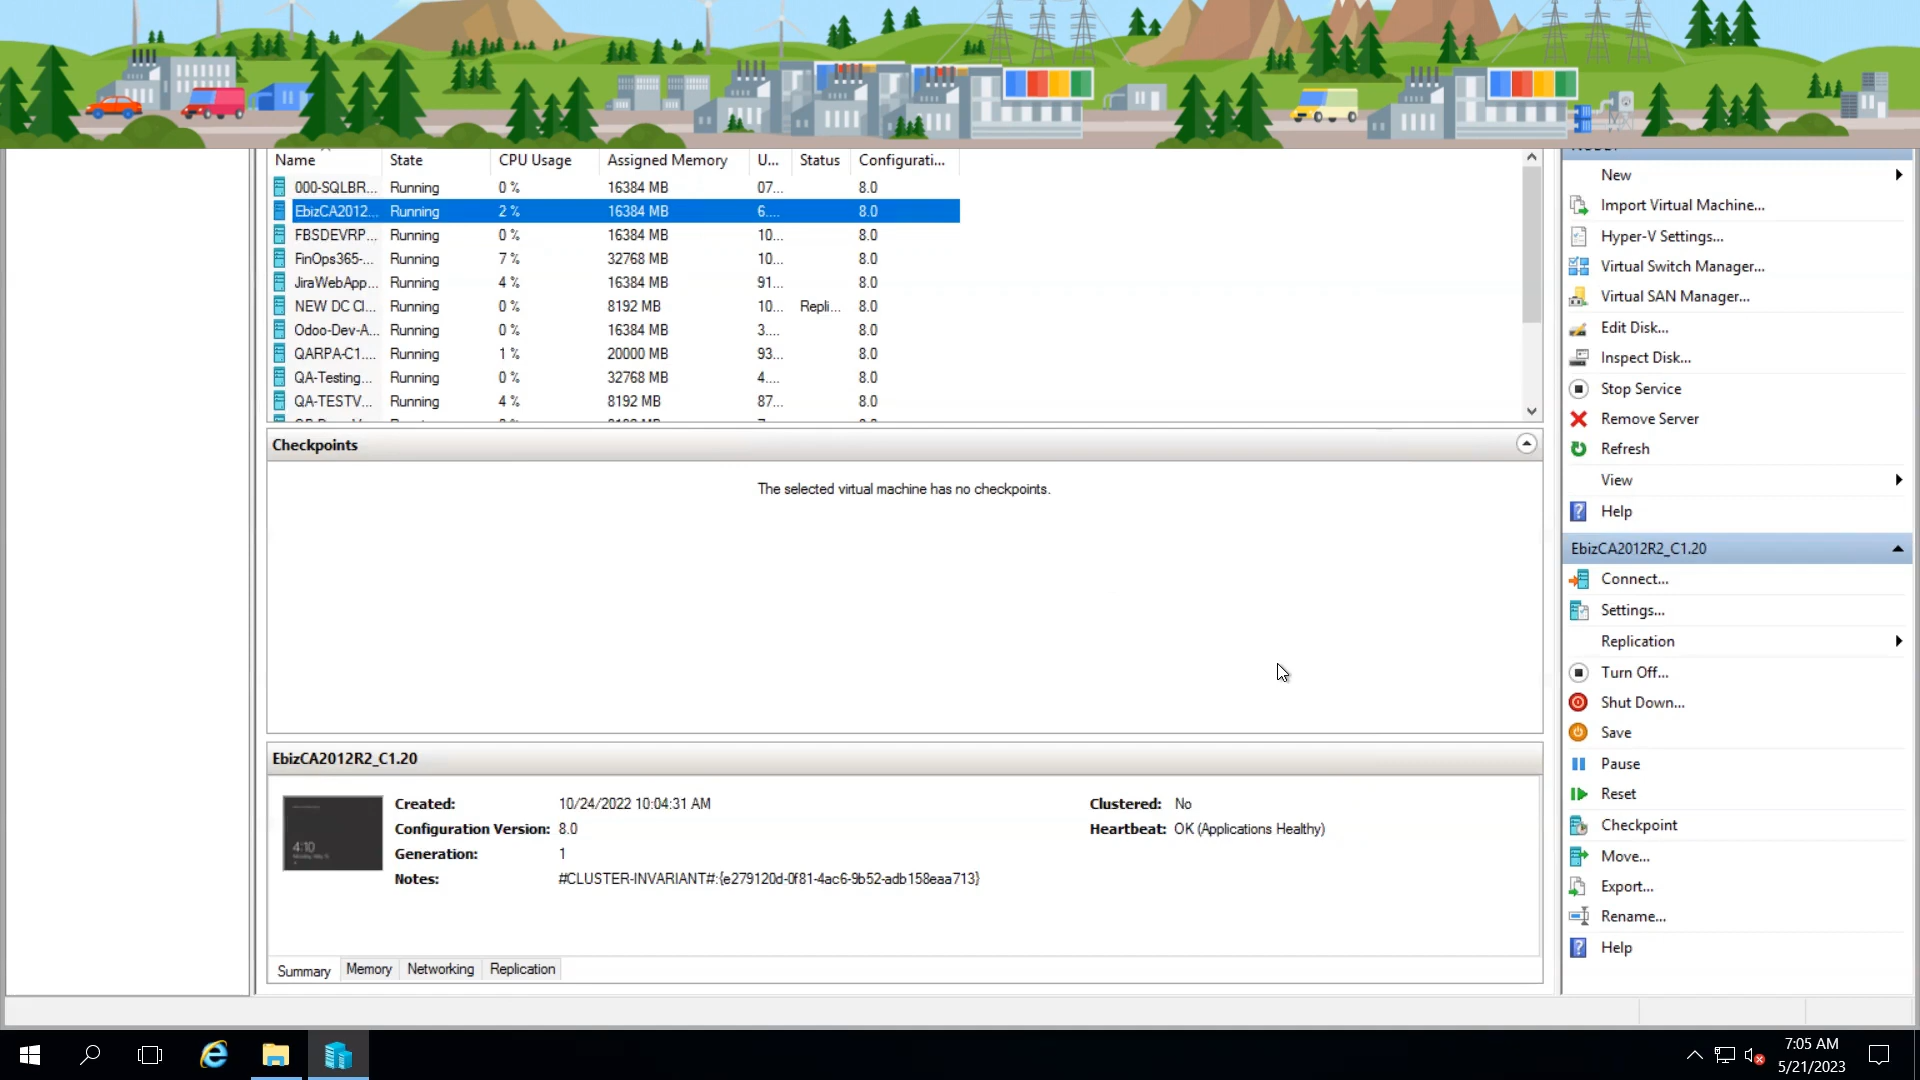 Name State CPU Usage Assigned Memory U... Status Configurati...
000-SQLBR... Running 0 % 16384 MB 07... 8.0
EbizCA2012... Running 2 % 16384 MB 6.... 8.0
FBSDEVRP... Running 0 % 16384 MB 10... 8.0
FinOps365-... Running 7 % 32768 MB 10... 8.0
JiraWebApp... Running 4 % 16384 MB 91... 8.0
NEW DC Cl... Running 0 % 8192 MB 10... Repli... 8.0
Odoo-Dev-A... Running 0 % 16384 MB 3.... 8.0
QARPA-C1.... Running 1 % 20000 MB 93... 8.0
QA-Testing... Running 0 % 32768 MB 4.... 8.0
QA-TESTV... Running 4 % 8192 MB 87... 8.0
Checkpoints
The selected virtual machine has no checkpoints.
EbizCA2012R2_C1.20
4:10
Created: 10/24/2022 10:04:31 AM
Configuration Version: 8.0
Generation: 1
Notes: #CLUSTER-INVARIANT#:{e279120d-0f81-4ac6-9b52-adb158eaa713}
Clustered: No
Heartbeat: OK (Applications Healthy)
Summary Memory Networking Replication
New
Import Virtual Machine...
Hyper-V Settings...
Virtual Switch Manager...
Virtual SAN Manager...
Edit Disk...
Inspect Disk...
Stop Service
Remove Server
Refresh
View
Help
EbizCA2012R2_C1.20
Connect...
Settings...
Replication
Turn Off...
Shut Down...
Save
Pause
Reset
Checkpoint
Move...
Export...
Rename...
Help
7:05 AM
5/21/2023